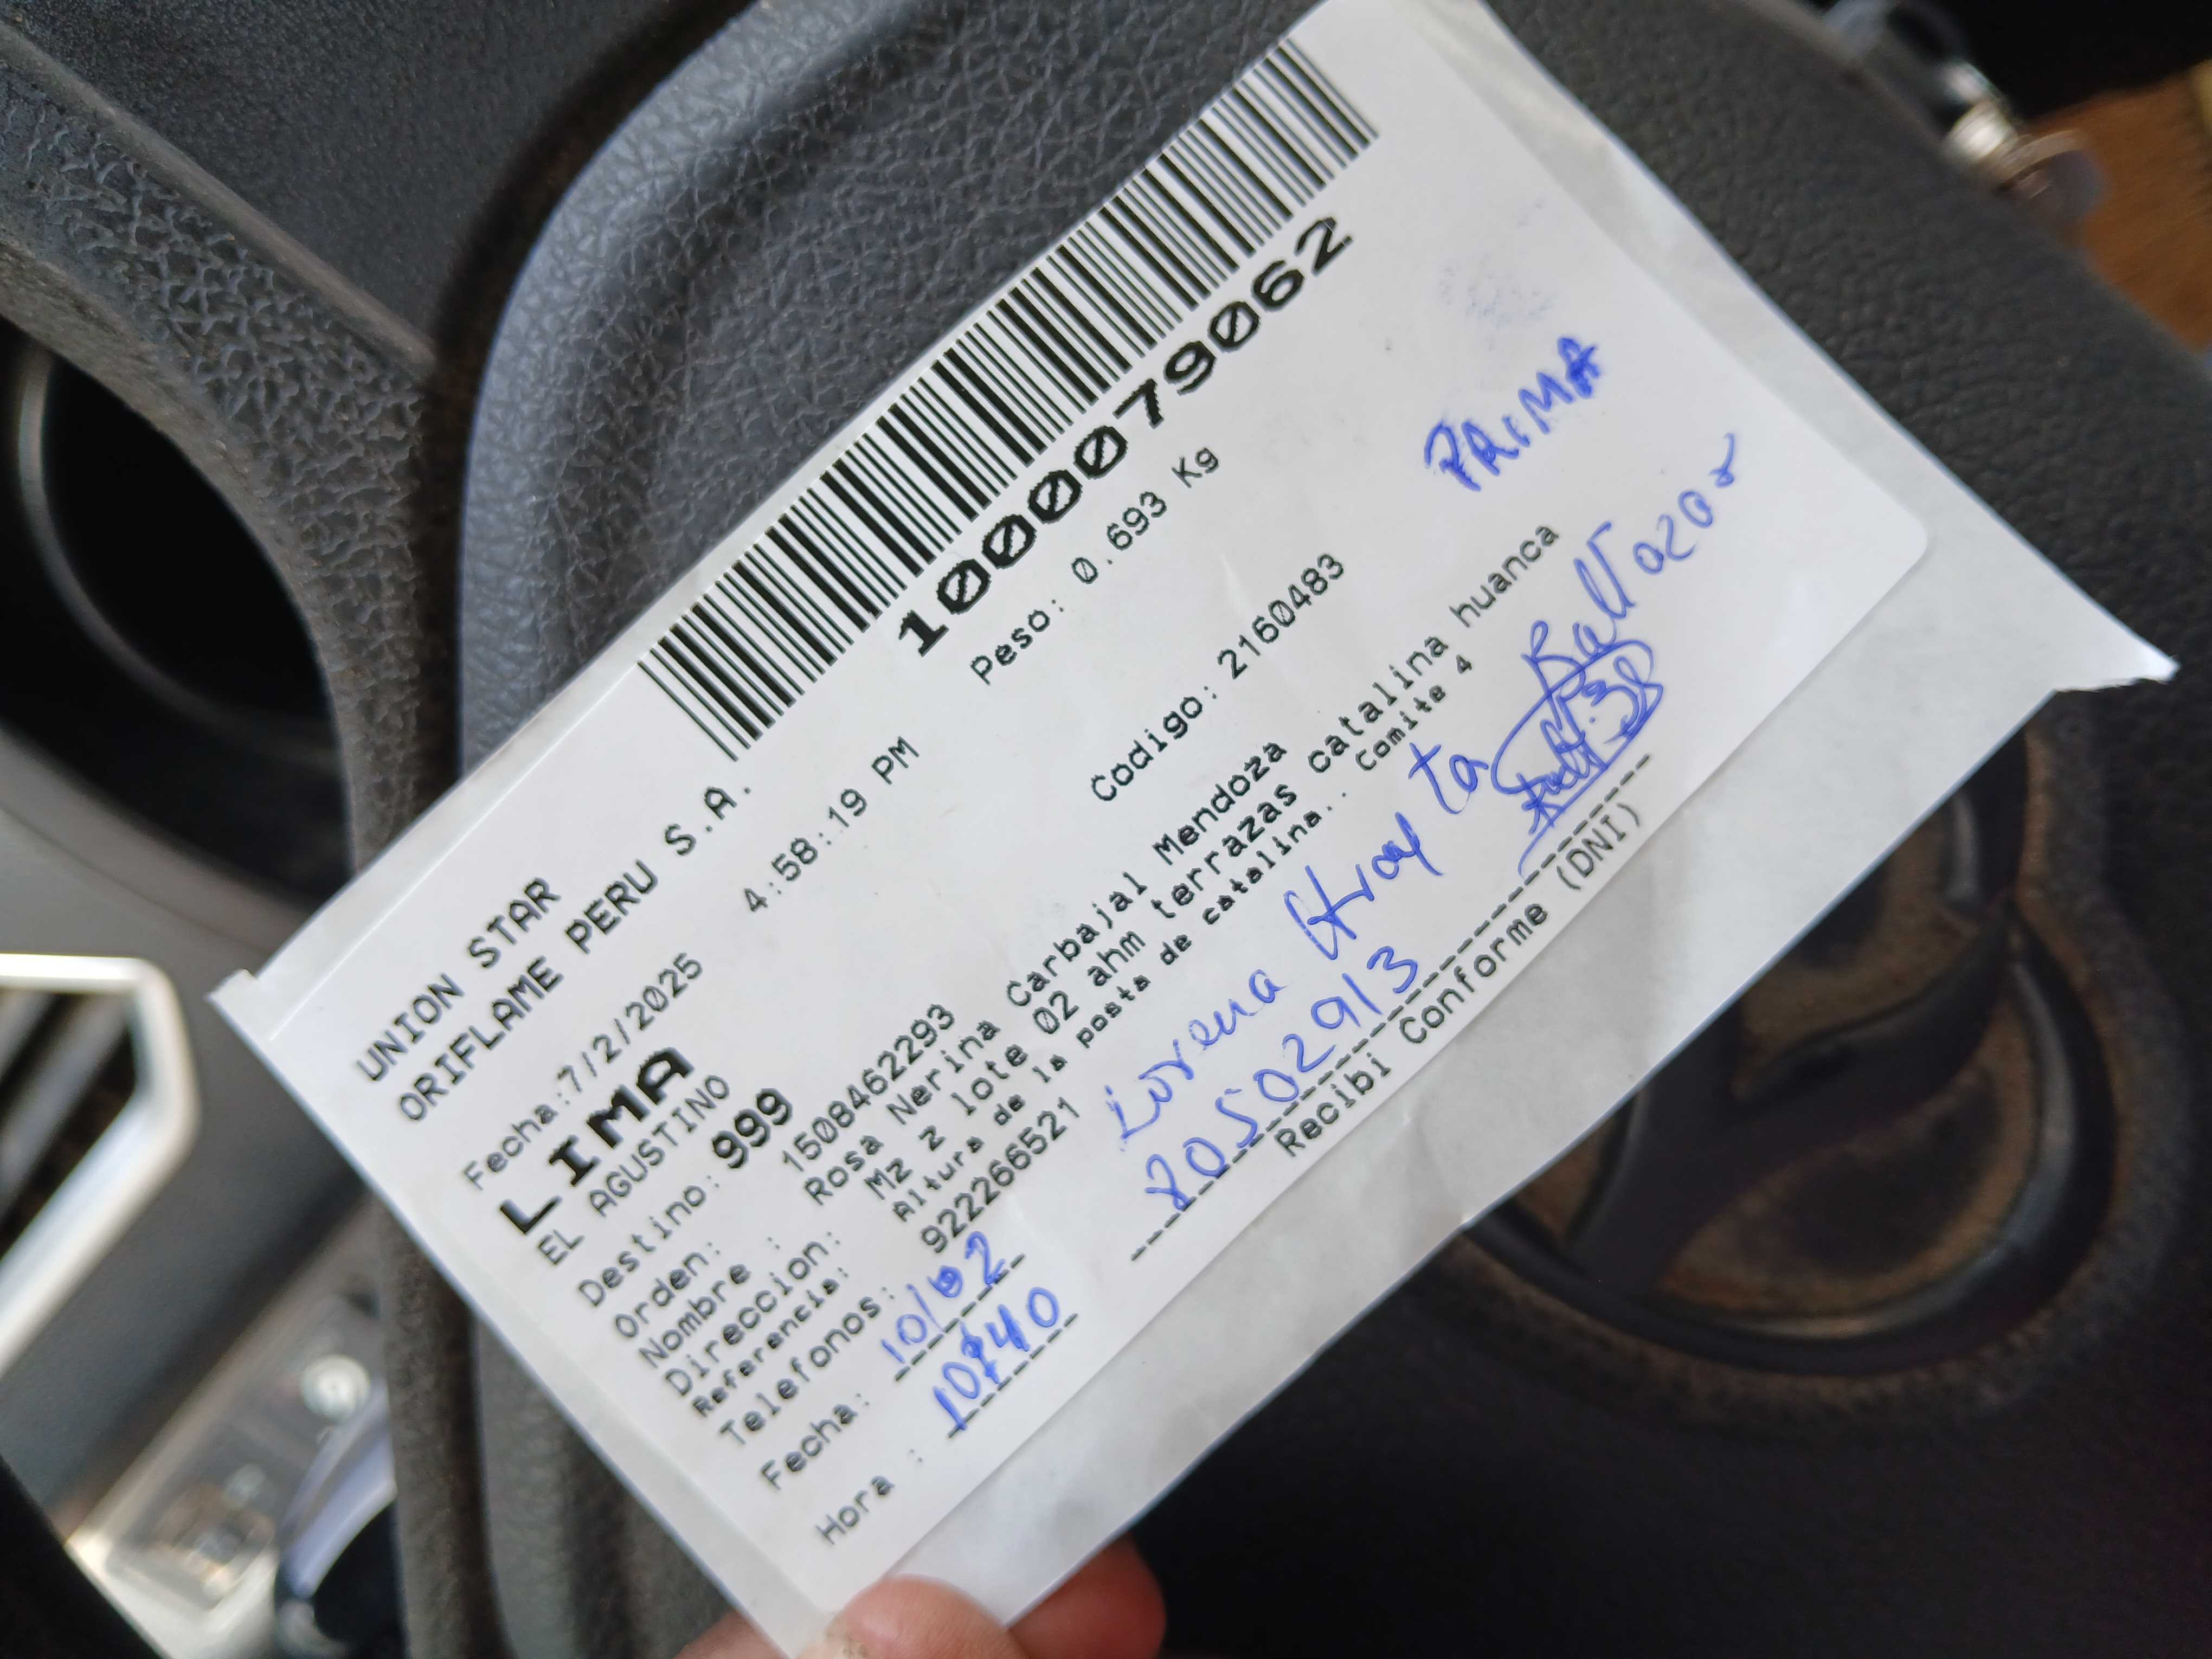 1000079062
UNION STAR
ORIFLAME PERU S.A.
Peso: 0.693 Kg
Fecha:7/2/2025 4:58:19 PM
LIMA
EL AGUSTINO
Destino: 999
Codigo: 2160483
PRIMA
Orden: 1508462293
Nombre : Rosa Nerina Carbajal Mendoza
Direccion: Mz z lote 02 ahm terrazas catalina huanca
Referencia: Altura de la posta de catalina.. Comite 4
Telefonos: 922266521
Fecha: 10/02
Hora : 10:40
Lorena Baltazar
80502913
Recibi Conforme (DNI)